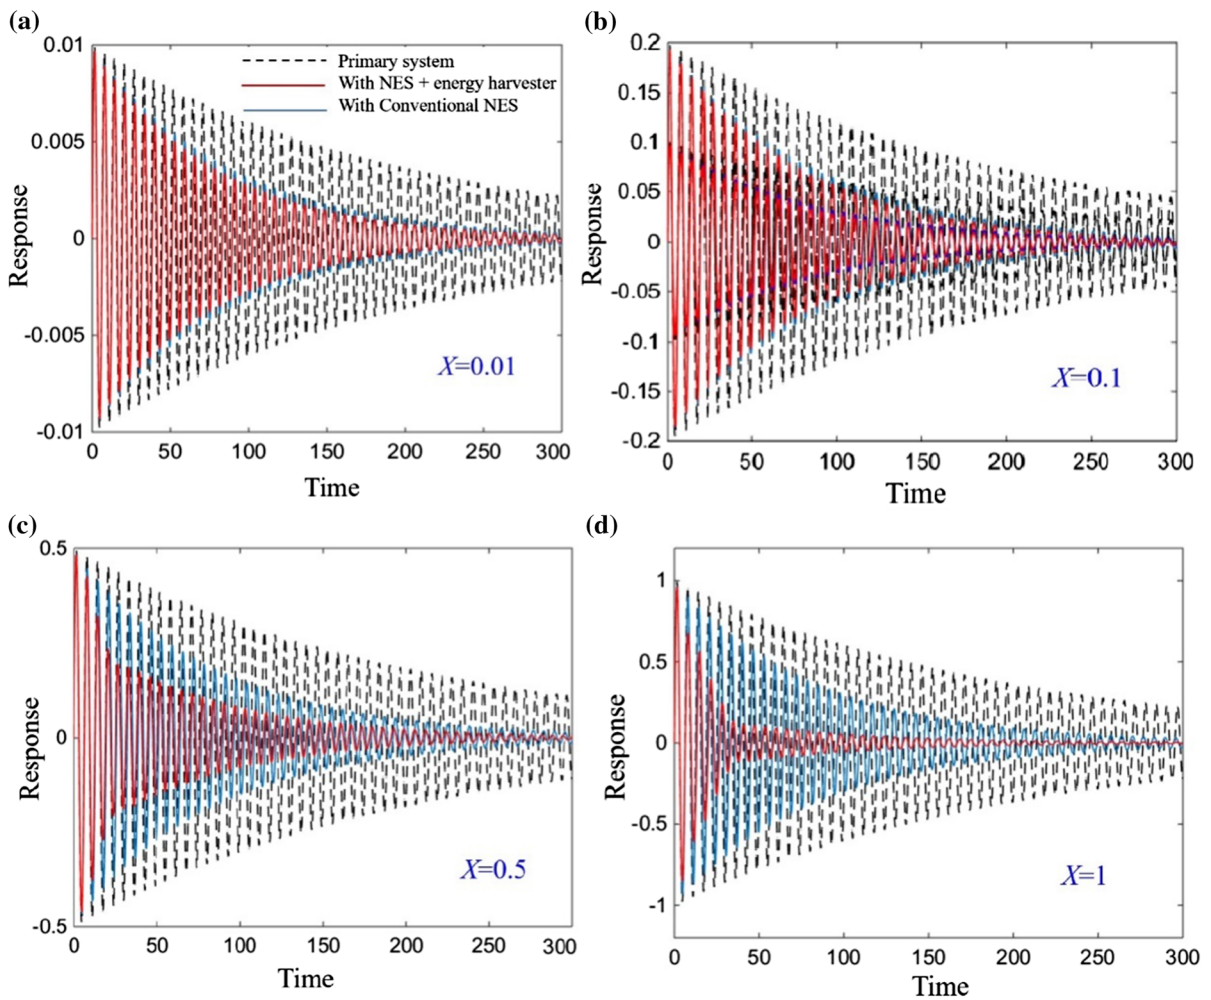 (a)
0.01
0.005
0
-0.005
-0.01
Response
Primary system
With NES + energy harvester
With Conventional NES
X=0.01
0 50 100 150 200 250 300
Time
(b)
0.2
0.15
0.1
0.05
0
-0.05
-0.1
-0.15
-0.2
Response
X=0.1
0 50 100 150 200 250 300
Time
(c)
0.5
0
-0.5
Response
X=0.5
0 50 100 150 200 250 300
Time
(d)
1
0.5
0
-0.5
-1
Response
X=1
0 50 100 150 200 250 300
Time